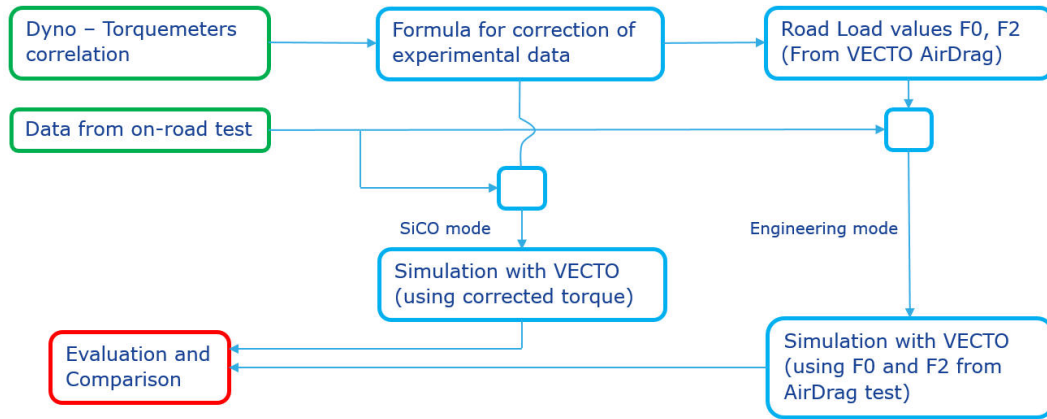 Dyno – Torquemeters
correlation
Formula for correction of
experimental data
Road Load values F0, F2
(From VECTO AirDrag)
Data from on-road test
SiCO mode
Engineering mode
Simulation with VECTO
(using corrected torque)
Evaluation and
Comparison
Simulation with VECTO
(using F0 and F2 from
AirDrag test)